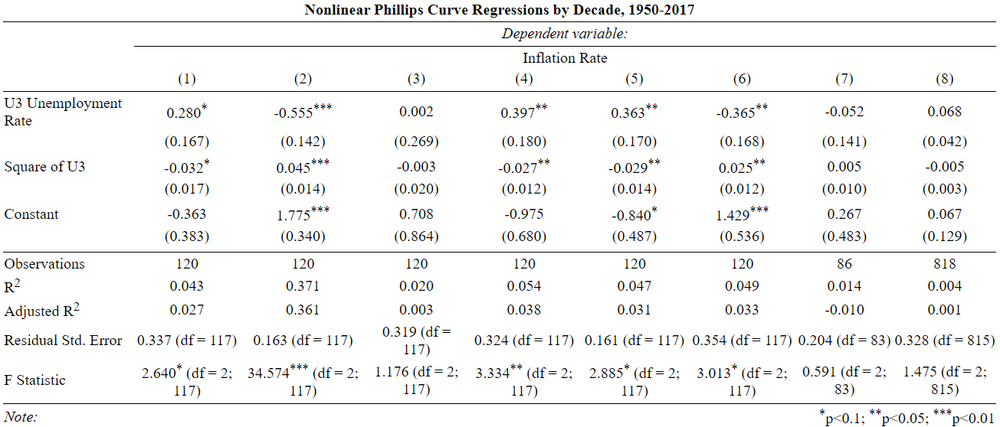 Nonlinear Phillips Curve Regressions by Decade, 1950-2017
Dependent variable:
Inflation Rate
(1) (2) (3) (4) (5) (6) (7) (8)
U3 Unemployment
Rate 0.280* -0.555*** 0.002 0.397** 0.363** -0.365** -0.052 0.068
(0.167) (0.142) (0.269) (0.180) (0.170) (0.168) (0.141) (0.042)
Square of U3 -0.032* 0.045*** -0.003 -0.027** -0.029** 0.025** 0.005 -0.005
(0.017) (0.014) (0.020) (0.012) (0.014) (0.012) (0.010) (0.003)
Constant -0.363 1.775*** 0.708 -0.975 -0.840* 1.429*** 0.267 0.067
(0.383) (0.340) (0.864) (0.680) (0.487) (0.536) (0.483) (0.129)
Observations 120 120 120 120 120 120 86 818
R2 0.043 0.371 0.020 0.054 0.047 0.049 0.014 0.004
Adjusted R2 0.027 0.361 0.003 0.038 0.031 0.033 -0.010 0.001
Residual Std. Error 0.337 (df = 117) 0.163 (df = 117) 0.319 (df = 117) 0.324 (df = 117) 0.161 (df = 117) 0.354 (df = 117) 0.204 (df = 83) 0.328 (df = 815)
F Statistic 2.640* (df = 2; 117) 34.574*** (df = 2; 117) 1.176 (df = 2; 117) 3.334** (df = 2; 117) 2.885* (df = 2; 117) 3.013* (df = 2; 117) 0.591 (df = 2; 83) 1.475 (df = 2; 815)
Note: *p<0.1; **p<0.05; ***p<0.01